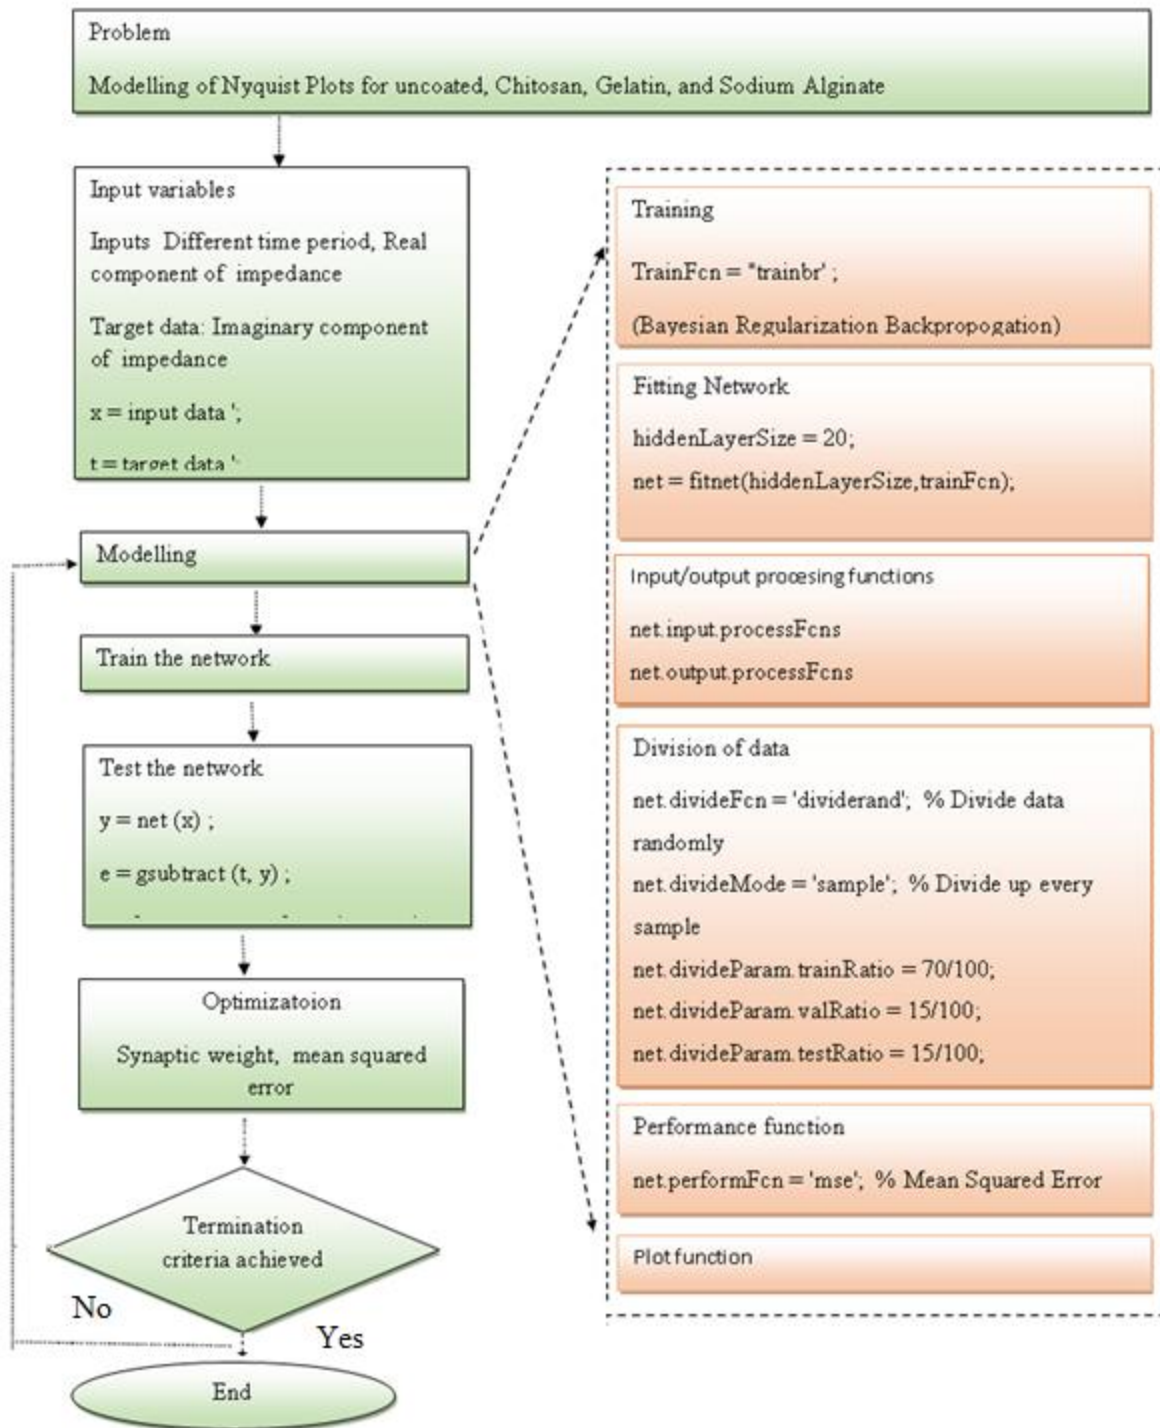 Problem
Modelling of Nyquist Plots for uncoated, Chitosan, Gelatin, and Sodium Alginate
Input variables
Inputs  Different time period, Real
component of impedance
Target data: Imaginary component
of impedance
x = input data ';
t = target data '
Modelling
Train the network
Test the network
y = net (x) ;
e = gsubtract (t, y) ;
Optimizatoion
Synaptic weight, mean squared
error
Termination
criteria achieved
No
Yes
End
Training
TrainFcn = "trainbr' ;
(Bayesian Regularization Backpropogation)
Fitting Network
hiddenLayerSize = 20;
net = fitnet(hiddenLayerSize,trainFcn);
Input/output procesing functions
net.input.processFcns
net.output.processFcns
Division of data
net.divideFcn = 'dividerand'; % Divide data
randomly
net.divideMode = 'sample'; % Divide up every
sample
net.divideParam.trainRatio = 70/100;
net.divideParam.valRatio = 15/100;
net.divideParam.testRatio = 15/100;
Performance function
net.performFcn = 'mse'; % Mean Squared Error
Plot function